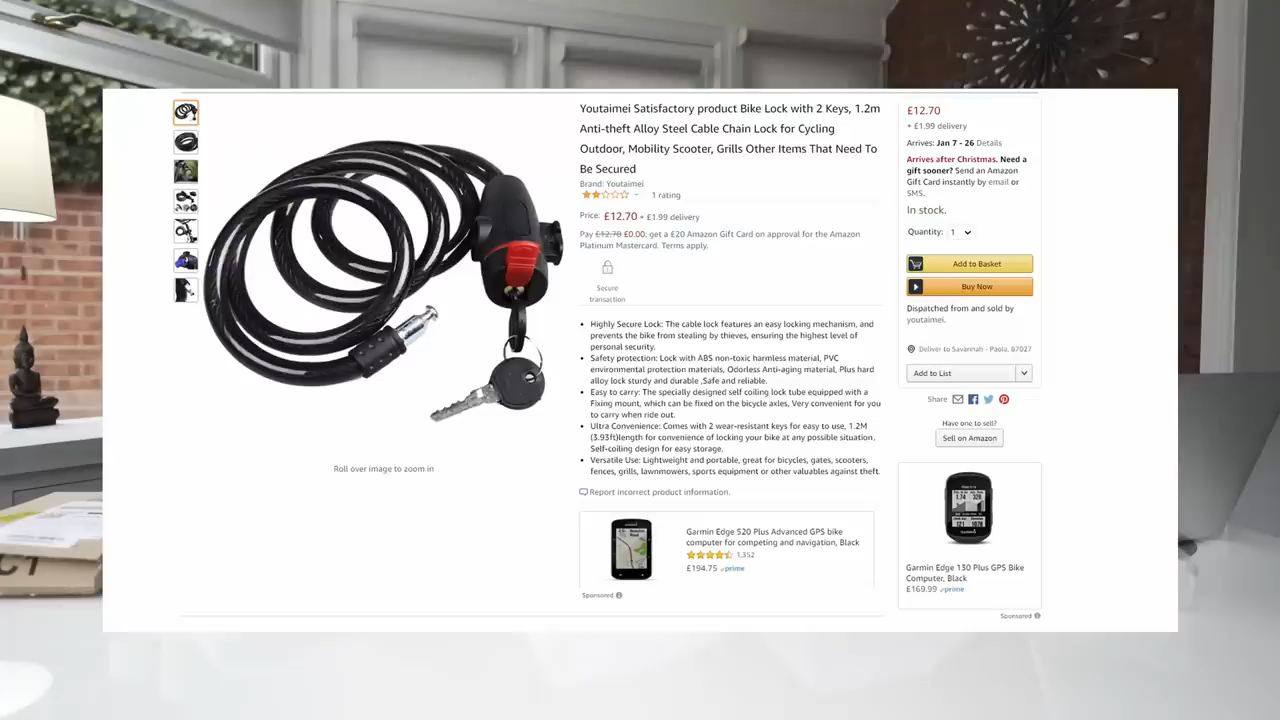 Youtaimei Satisfactory product Bike Lock with 2 Keys, 1.2m
Anti-theft Alloy Steel Cable Chain Lock for Cycling
Outdoor, Mobility Scooter, Grills Other Items That Need To
Be Secured
Brand: Youtaimei
1 rating
Price: £12.70 + £1.99 delivery
Pay £12.70 £0.00; get a £20 Amazon Gift Card on approval for the Amazon
Platinum Mastercard. Terms apply.
Secure
transaction
• Highly Secure Lock: The cable lock features an easy locking mechanism, and
prevents the bike from stealing by thieves, ensuring the highest level of
personal security.
• Safety protection: Lock with ABS non-toxic harmless material, PVC
environmental protection materials, Odorless Anti-aging material, Plus hard
alloy lock sturdy and durable ,Safe and reliable.
• Easy to carry: The specially designed self coiling lock tube equipped with a
Fixing mount, which can be fixed on the bicycle axles, Very convenient for you
to carry when ride out.
• Ultra Convenience: Comes with 2 wear-resistant keys for easy to use, 1.2M
(3.93ft)length for convenience of locking your bike at any possible situation.
Self-coiling design for easy storage.
• Versatile Use: Lightweight and portable, great for bicycles, gates, scooters,
fences, grills, lawnmowers, sports equipment or other valuables against theft.
Report incorrect product information.
Roll over image to zoom in
Garmin Edge 520 Plus Advanced GPS bike
computer for competing and navigation, Black
1,352
£194.75 prime
Sponsored
£12.70
+ £1.99 delivery
Arrives: Jan 7 - 26 Details
Arrives after Christmas. Need a
gift sooner? Send an Amazon
Gift Card instantly by email or
SMS.
In stock.
Quantity: 1
Add to Basket
Buy Now
Dispatched from and sold by
youtaimei.
Deliver to Savannah - Paola, 87027
Add to List
Share
Have one to sell?
Sell on Amazon
Garmin Edge 130 Plus GPS Bike
Computer, Black
£169.99 prime
Sponsored
CT